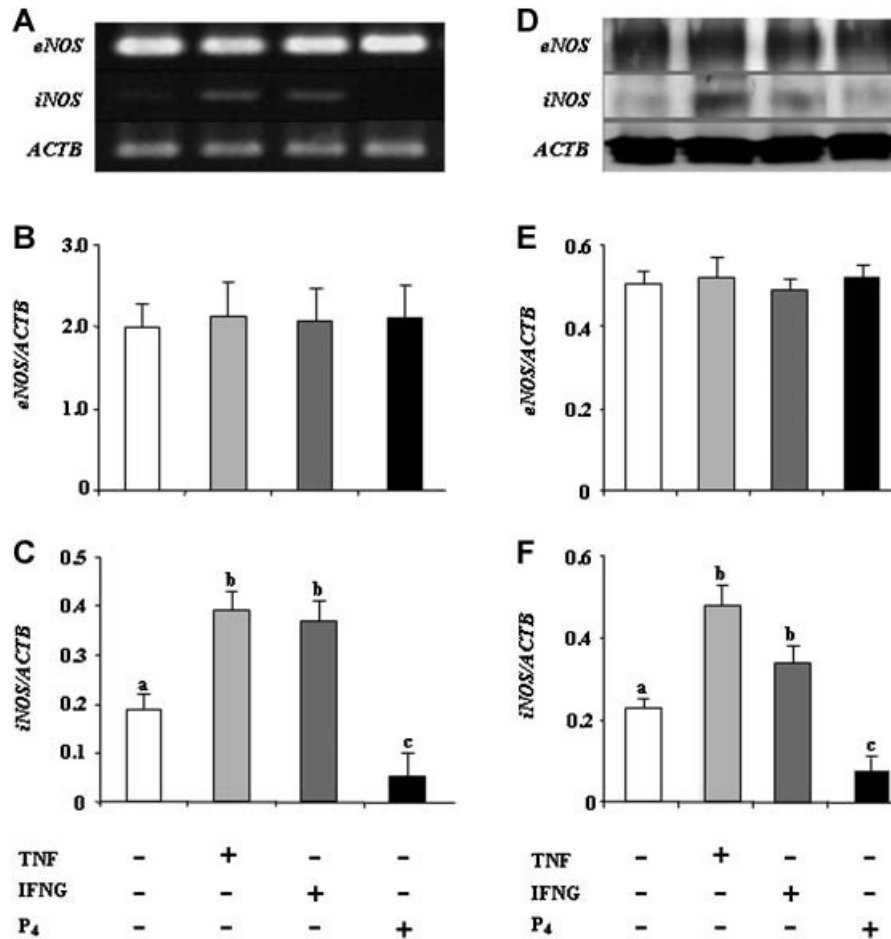 A
eNOS
iNOS
ACTB
B
eNOS/ACTB
3.0
2.0
1.0
0
C
iNOS/ACTB
0.5
0.4
0.3
0.2
0.1
0
a
b
b
c
TNF - + - -
IFNG - - + -
P4 - - - +
D
eNOS
iNOS
ACTB
E
eNOS/ACTB
0.6
0.4
0.2
0
F
iNOS/ACTB
0.6
0.4
0.2
0
a
b
b
c
TNF - + - -
IFNG - - + -
P4 - - - +